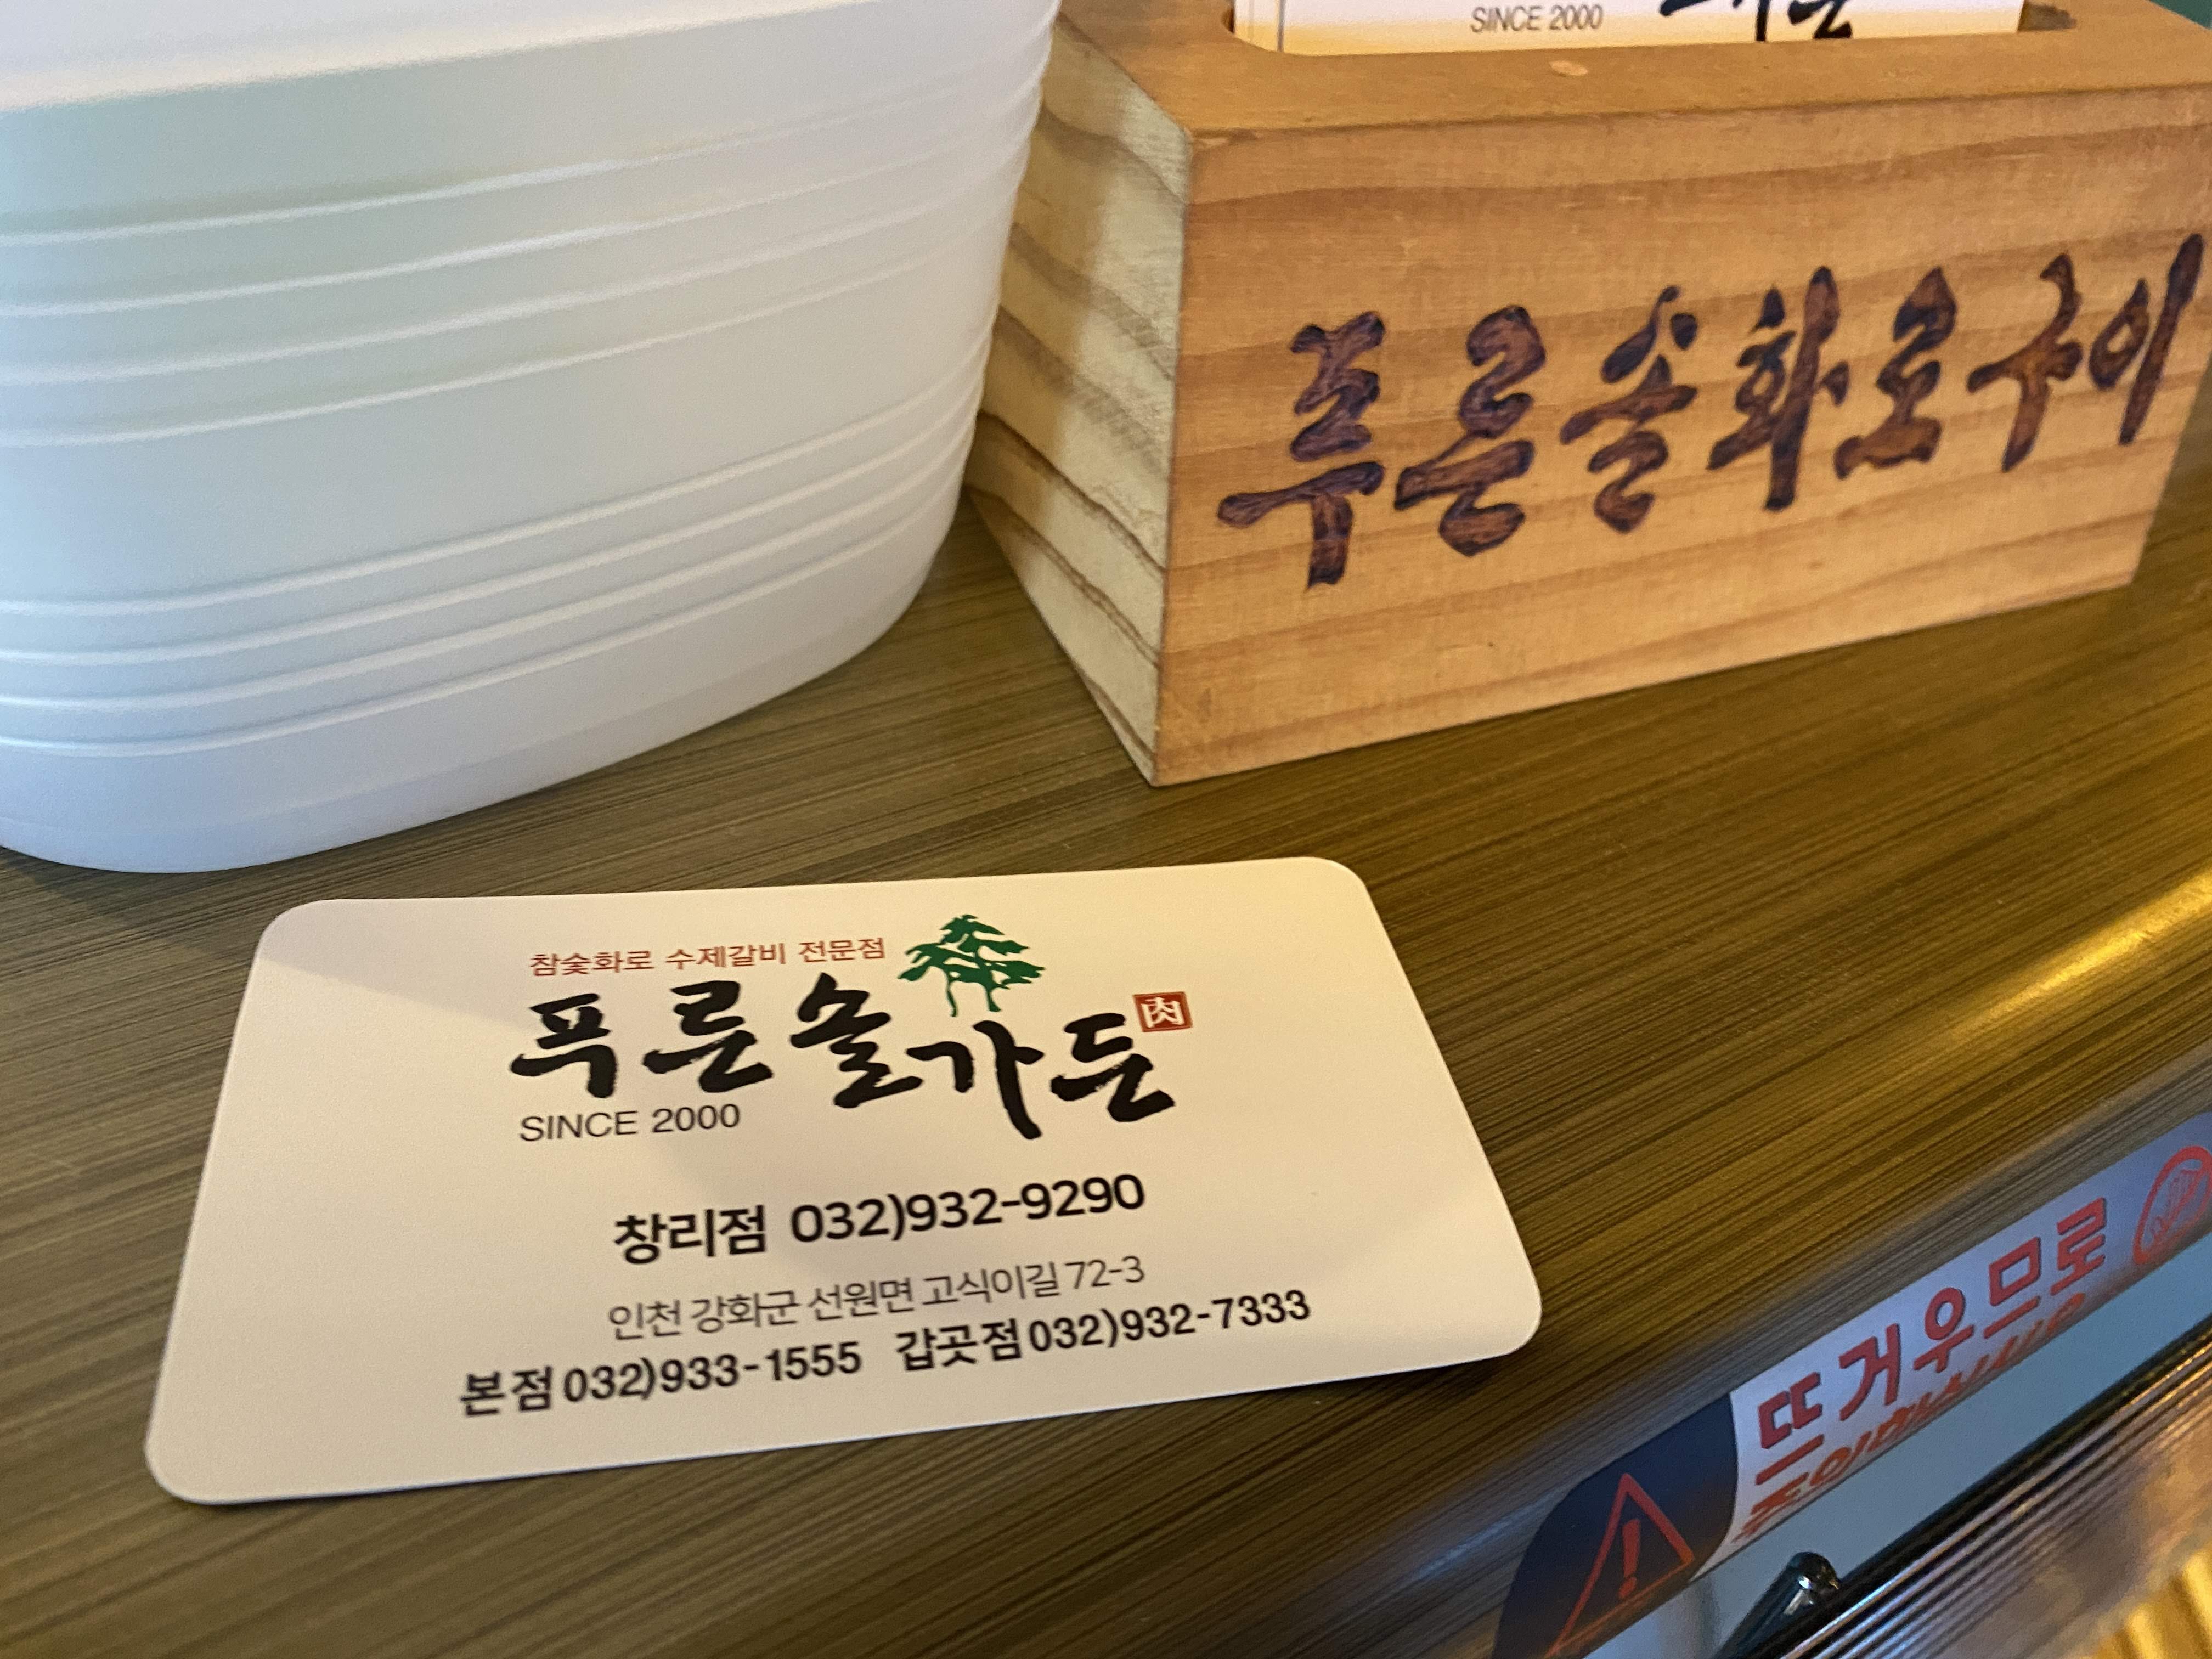 SINCE 2000
푸른솔화로구이
참숯화로 수제갈비 전문점
푸른솔가든
肉
SINCE 2000
창리점 032)932-9290
인천 강화군 선원면 고식이길 72-3
본점 032)933-1555 갑곳점 032)932-7333
뜨거우므로